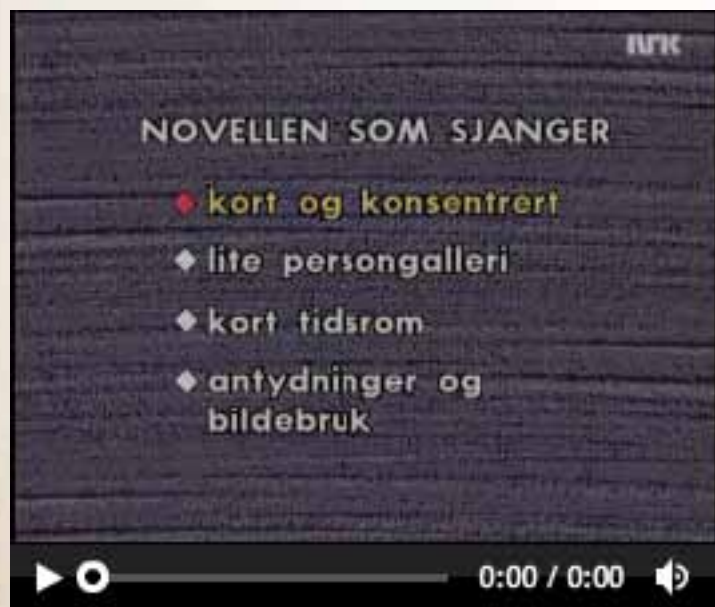 NRK
NOVELLEN SOM SJANGER
kort og konsentrert
lite persongalleri
kort tidsrom
antydninger og
bildebruk
0:00 / 0:00